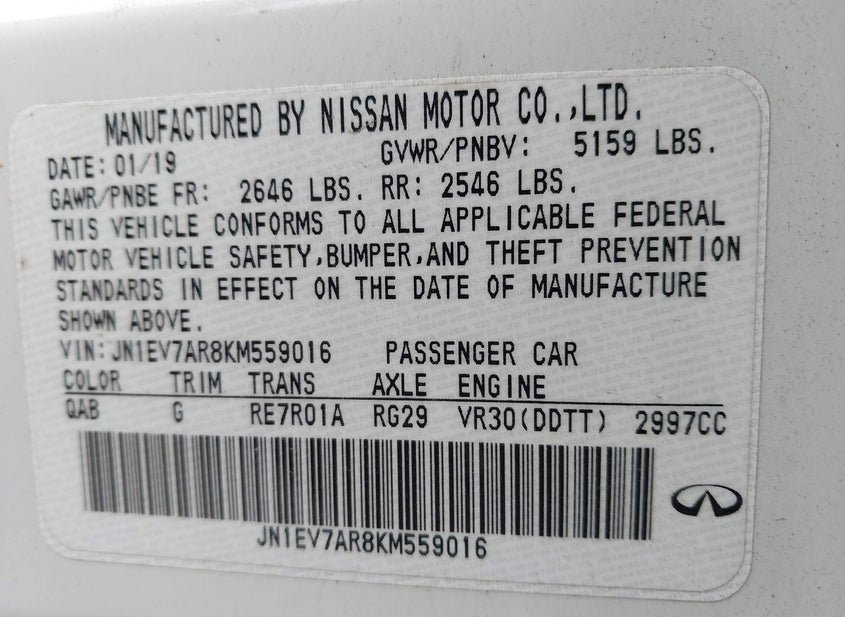 MANUFACTURED BY NISSAN MOTOR CO.,LTD.
DATE: 01/19 GVWR/PNBV: 5159 LBS.
GAWR/PNBE FR: 2646 LBS. RR: 2546 LBS.
THIS VEHICLE CONFORMS TO ALL APPLICABLE FEDERAL
MOTOR VEHICLE SAFETY,BUMPER,AND THEFT PREVENTION
STANDARDS IN EFFECT ON THE DATE OF MANUFACTURE
SHOWN ABOVE.
VIN: JN1EV7AR8KM559016 PASSENGER CAR
COLOR TRIM TRANS AXLE ENGINE
QAB G RE7R01A RG29 VR30(DDTT) 2997CC
JN1EV7AR8KM559016